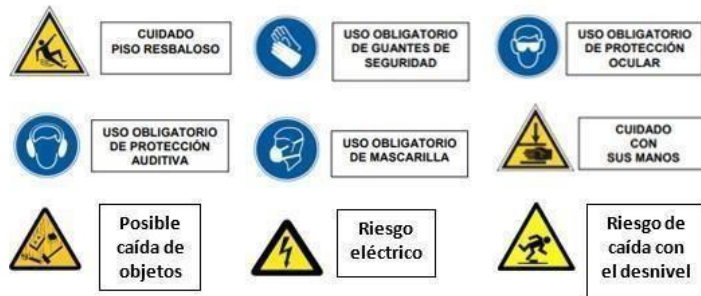 CUIDADO
PISO RESBALOSO
USO OBLIGATORIO
DE GUANTES DE
SEGURIDAD
USO OBLIGATORIO
DE PROTECCIÓN
OCULAR
USO OBLIGATORIO
DE PROTECCIÓN
AUDITIVA
USO OBLIGATORIO
DE MASCARILLA
CUIDADO
CON
SUS MANOS
Posible
caída de
objetos
Riesgo
eléctrico
Riesgo de
caída con
el desnivel